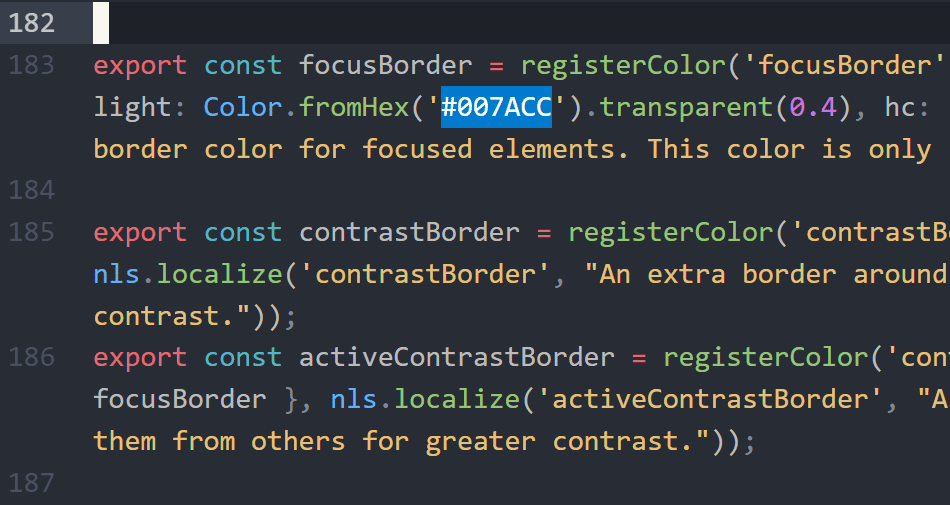 182
183 export const focusBorder = registerColor('focusBorder'
light: Color.fromHex('#007ACC').transparent(0.4), hc:
border color for focused elements. This color is only
184
185 export const contrastBorder = registerColor('contrastB
nls.localize('contrastBorder', "An extra border around
contrast."));
186 export const activeContrastBorder = registerColor('con
focusBorder }, nls.localize('activeContrastBorder', "A
them from others for greater contrast."));
187